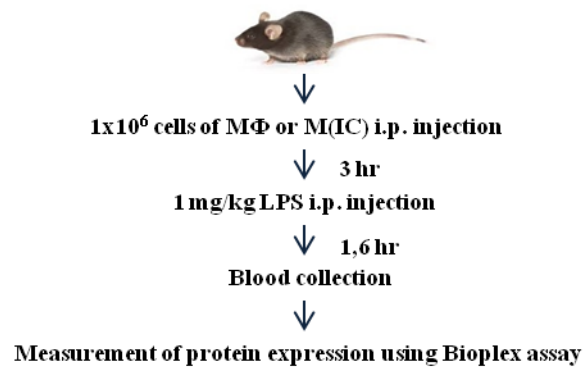 1x10⁶ cells of MΦ or M(IC) i.p. injection
3 hr
1 mg/kg LPS i.p. injection
1,6 hr
Blood collection
Measurement of protein expression using Bioplex assay